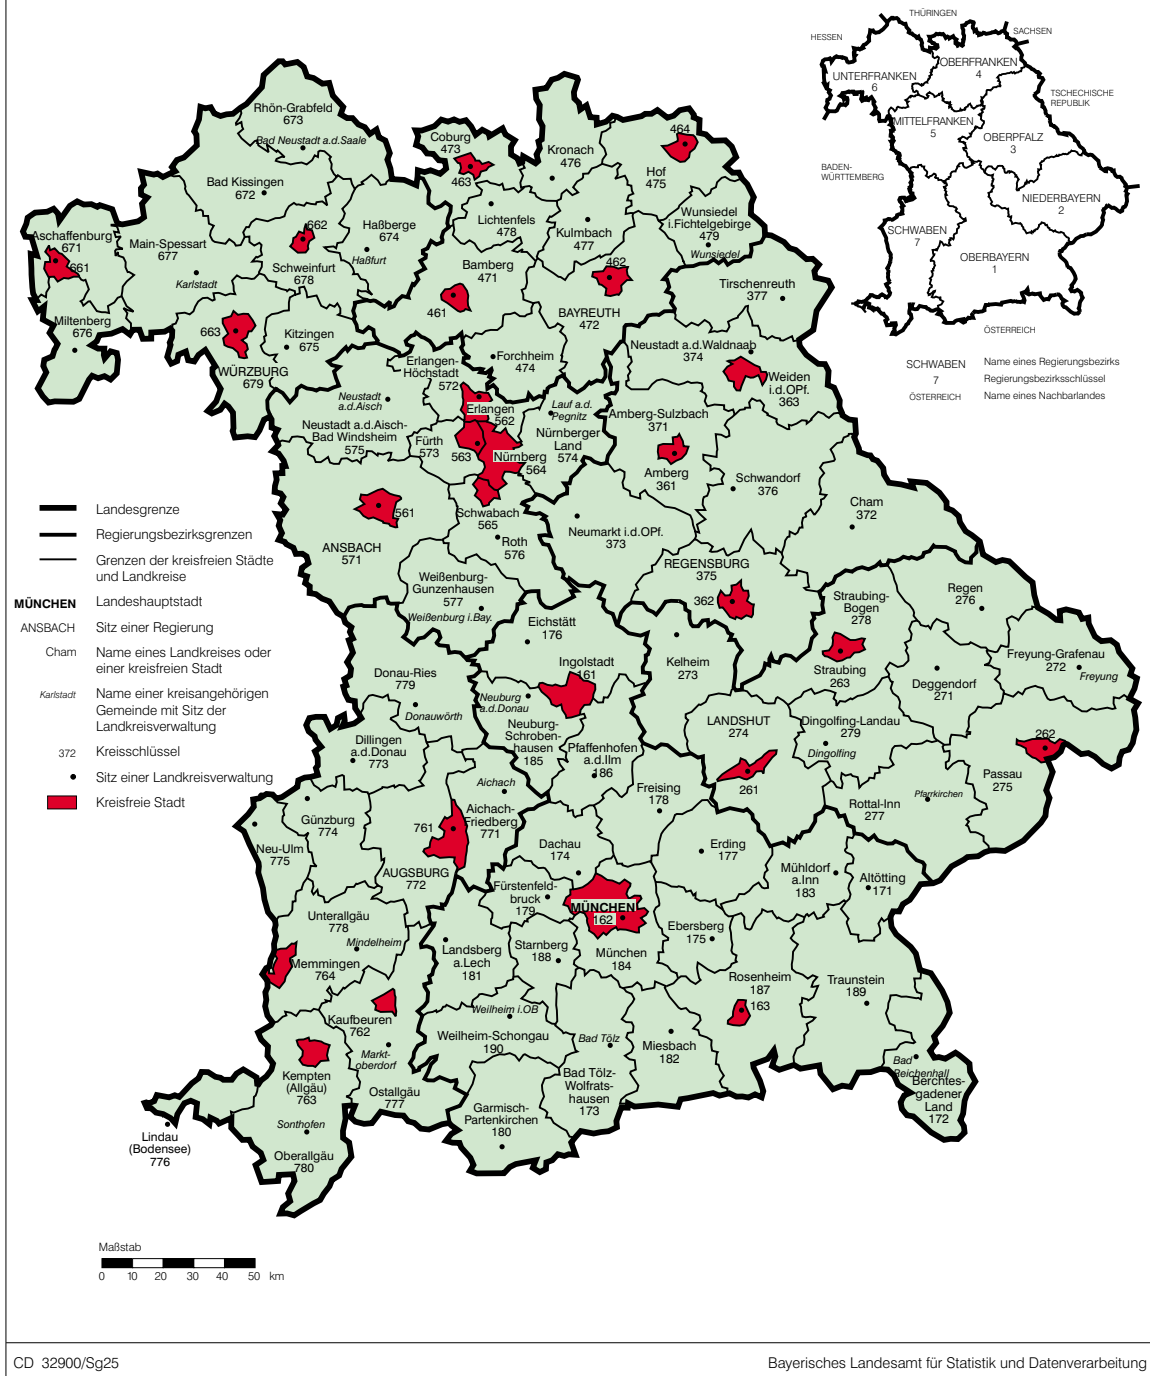 THÜRINGEN
HESSEN
SACHSEN
OBERFRANKEN
4
UNTERFRANKEN
6
TSCHECHISCHE
REPUBLIK
MITTELFRANKEN
5
OBERPFALZ
3
BADEN-
WÜRTTEMBERG
NIEDERBAYERN
2
SCHWABEN
7
OBERBAYERN
1
ÖSTERREICH
SCHWABEN Name eines Regierungsbezirks
7 Regierungsbezirksschlüssel
ÖSTERREICH Name eines Nachbarlandes
Rhön-Grabfeld
673
Bad Neustadt a.d.Saale
Coburg
473
463
Kronach
476
464
Hof
475
Bad Kissingen
672
Lichtenfels
478
Kulmbach
477
Wunsiedel
i.Fichtelgebirge
479
Wunsiedel
Aschaffenburg
671
661
Main-Spessart
677
Karlstadt
662
Schweinfurt
678
Haßberge
674
Haßfurt
Bamberg
471
461
462
BAYREUTH
472
Tirschenreuth
377
Miltenberg
676
663
WÜRZBURG
679
Kitzingen
675
Erlangen-
Höchstadt
572
Forchheim
474
Neustadt a.d.Waldnaab
374
Weiden
i.d.OPf.
363
Neustadt
a.d.Aisch
Neustadt a.d.Aisch-
Bad Windsheim
575
Erlangen
562
Lauf a.d.
Pegnitz
Nürnberger
Land
574
Fürth
573
563
Nürnberg
564
Amberg-Sulzbach
371
Amberg
361
Schwandorf
376
Cham
372
561
ANSBACH
571
Schwabach
565
Roth
576
Neumarkt i.d.OPf.
373
Weißenburg-
Gunzenhausen
577
Weißenburg i.Bay.
REGENSBURG
375
362
Straubing-
Bogen
278
Straubing
263
Regen
276
Freyung-Grafenau
272
Freyung
Eichstätt
176
Ingolstadt
161
Kelheim
273
Deggendorf
271
Donau-Ries
779
Donauwörth
Neuburg
a.d.Donau
Neuburg-
Schroben-
hausen
185
Pfaffenhofen
a.d.Ilm
186
LANDSHUT
274
261
Dingolfing-Landau
279
Dingolfing
262
Passau
275
Dillingen
a.d.Donau
773
Aichach
Aichach-
Friedberg
771
Freising
178
Rottal-Inn
277
Pfarrkirchen
Günzburg
774
761
AUGSBURG
772
Neu-Ulm
775
Dachau
174
Erding
177
Mühldorf
a.Inn
183
Altötting
171
Fürstenfeld-
bruck
179
MÜNCHEN
162
Unterallgäu
778
Mindelheim
Memmingen
764
Landsberg
a.Lech
181
Starnberg
188
München
184
Ebersberg
175
Rosenheim
187
163
Traunstein
189
Kaufbeuren
762
Markt-
oberdorf
Weilheim i.OB
Weilheim-Schongau
190
Bad Tölz
Bad Tölz-
Wolfrats-
hausen
173
Miesbach
182
Bad
Reichenhall
Berchtes-
gadener
Land
172
Kempten
(Allgäu)
763
Ostallgäu
777
Garmisch-
Partenkirchen
180
Lindau
(Bodensee)
776
Sonthofen
Oberallgäu
780
Landesgrenze
Regierungsbezirksgrenzen
Grenzen der kreisfreien Städte
und Landkreise
MÜNCHEN Landeshauptstadt
ANSBACH Sitz einer Regierung
Cham Name eines Landkreises oder
einer kreisfreien Stadt
Karlstadt Name einer kreisangehörigen
Gemeinde mit Sitz der
Landkreisverwaltung
372 Kreisschlüssel
Sitz einer Landkreisverwaltung
Kreisfreie Stadt
Maßstab
0 10 20 30 40 50 km
CD 32900/Sg25
Bayerisches Landesamt für Statistik und Datenverarbeitung